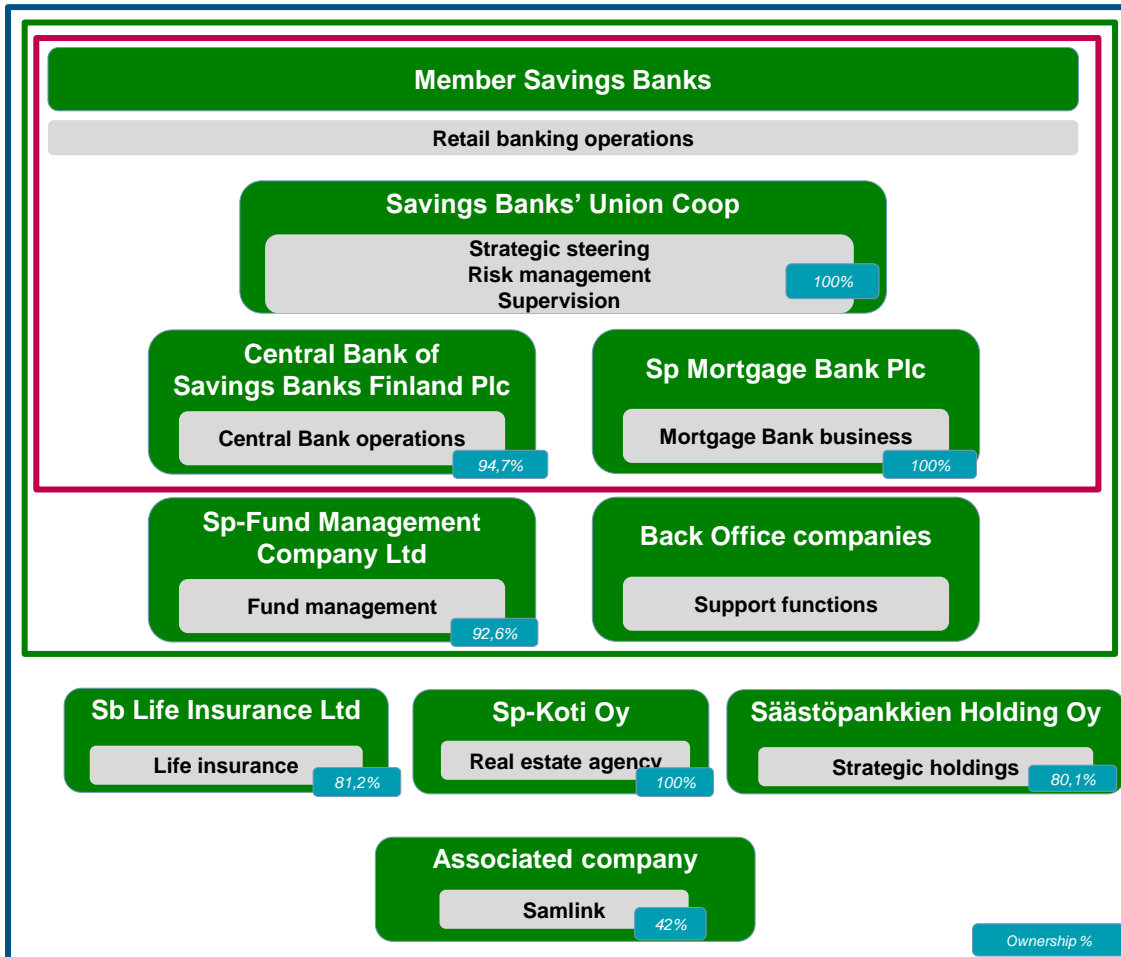 Member Savings Banks
Retail banking operations
Savings Banks’ Union Coop
Strategic steering
Risk management
Supervision
100%
Central Bank of
Savings Banks Finland Plc
Central Bank operations
94,7%
Sp Mortgage Bank Plc
Mortgage Bank business
100%
Sp-Fund Management
Company Ltd
Fund management
92,6%
Back Office companies
Support functions
Sb Life Insurance Ltd
Life insurance
81,2%
Sp-Koti Oy
Real estate agency
100%
Säästöpankkien Holding Oy
Strategic holdings
80,1%
Associated company
Samlink
42%
Ownership %